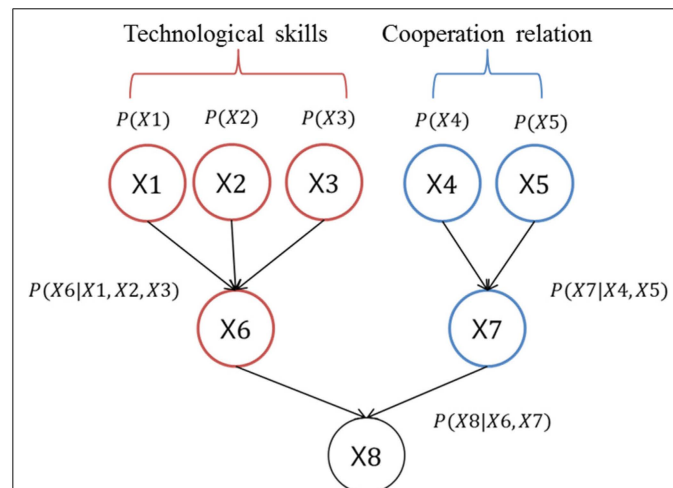 Technological skills
Cooperation relation
P(X1)
P(X2)
P(X3)
P(X4)
P(X5)
X1
X2
X3
X4
X5
P(X6|X1, X2, X3)
P(X7|X4, X5)
X6
X7
P(X8|X6, X7)
X8